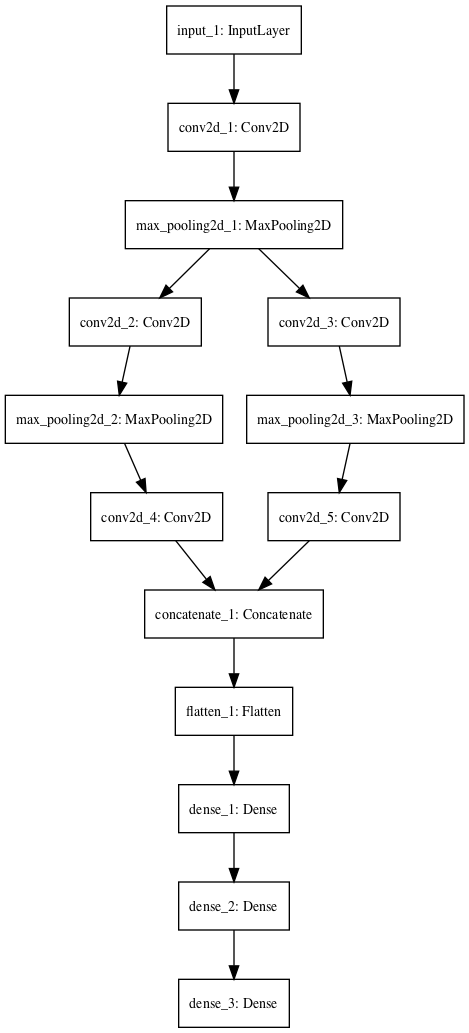 input_1: InputLayer
conv2d_1: Conv2D
max_pooling2d_1: MaxPooling2D
conv2d_2: Conv2D
conv2d_3: Conv2D
max_pooling2d_2: MaxPooling2D
max_pooling2d_3: MaxPooling2D
conv2d_4: Conv2D
conv2d_5: Conv2D
concatenate_1: Concatenate
flatten_1: Flatten
dense_1: Dense
dense_2: Dense
dense_3: Dense